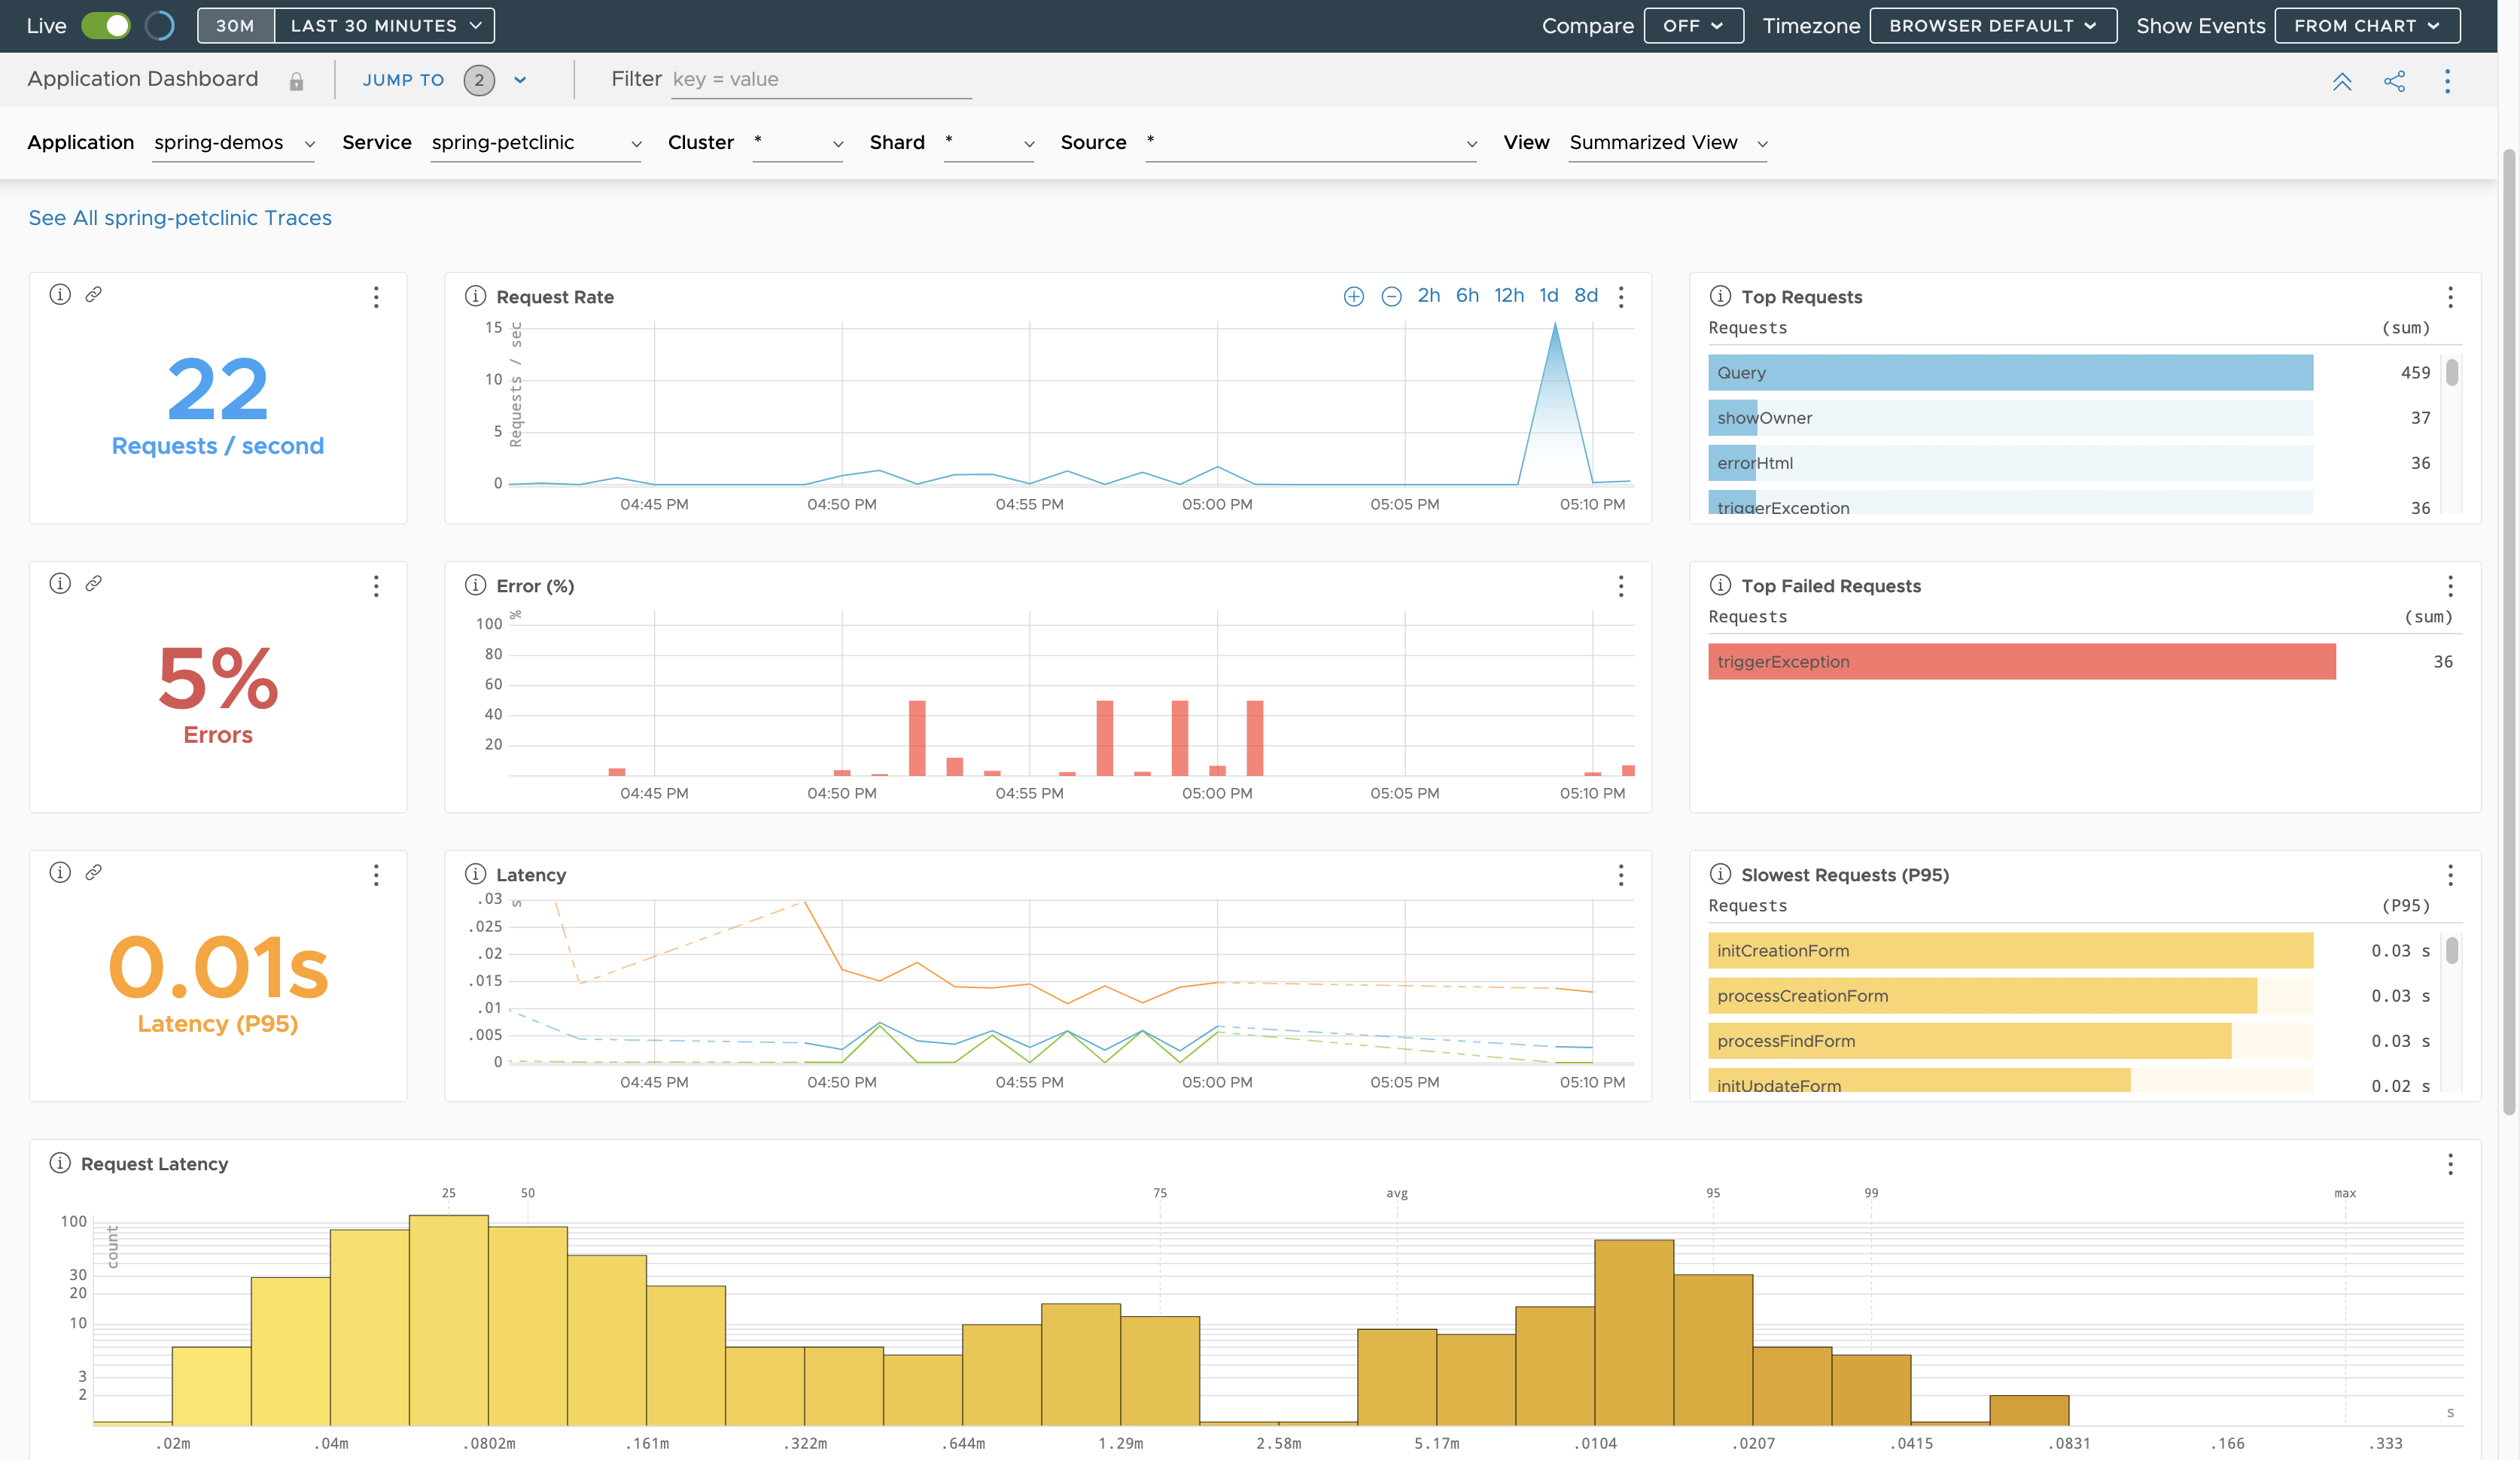 Live 30M LAST 30 MINUTES Compare OFF Timezone BROWSER DEFAULT Show Events FROM CHART
Application Dashboard JUMP TO 2 Filter key = value
Application spring-demos Service spring-petclinic Cluster * Shard * Source * View Summarized View
See All spring-petclinic Traces
22
Requests / second
Request Rate
2h 6h 12h 1d 8d
Requests / sec
15
10
5
0
04:45 PM 04:50 PM 04:55 PM 05:00 PM 05:05 PM 05:10 PM
Top Requests
Requests (sum)
Query 459
showOwner 37
errorHtml 36
triggerException 36
5%
Errors
Error (%)
%
100
80
60
40
20
04:45 PM 04:50 PM 04:55 PM 05:00 PM 05:05 PM 05:10 PM
Top Failed Requests
Requests (sum)
triggerException 36
0.01s
Latency (P95)
Latency
s
.03
.025
.02
.015
.01
.005
0
04:45 PM 04:50 PM 04:55 PM 05:00 PM 05:05 PM 05:10 PM
Slowest Requests (P95)
Requests (P95)
initCreationForm 0.03 s
processCreationForm 0.03 s
processFindForm 0.03 s
initUpdateForm 0.02 s
Request Latency
25 50 75 avg 95 99 max
count
100
30
20
10
3
2
s
.02m .04m .0802m .161m .322m .644m 1.29m 2.58m 5.17m .0104 .0207 .0415 .0831 .166 .333